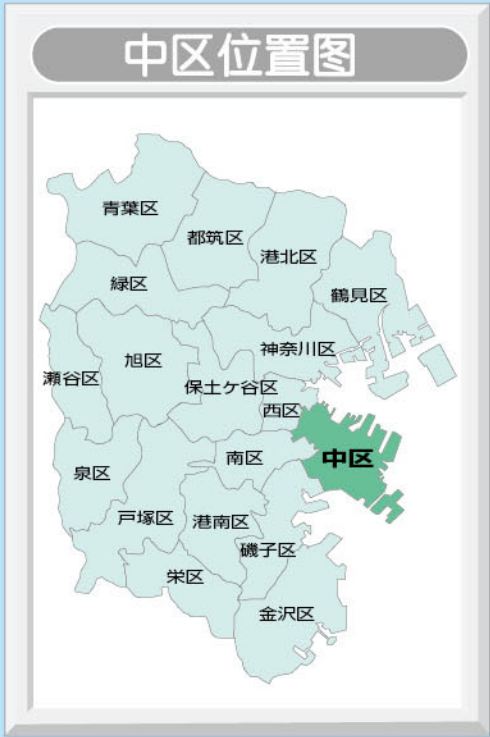 中区位置图
青葉区
都筑区
港北区
緑区
鶴見区
神奈川区
旭区
瀬谷区
保土ケ谷区
西区
中区
南区
泉区
戸塚区
港南区
磯子区
栄区
金沢区